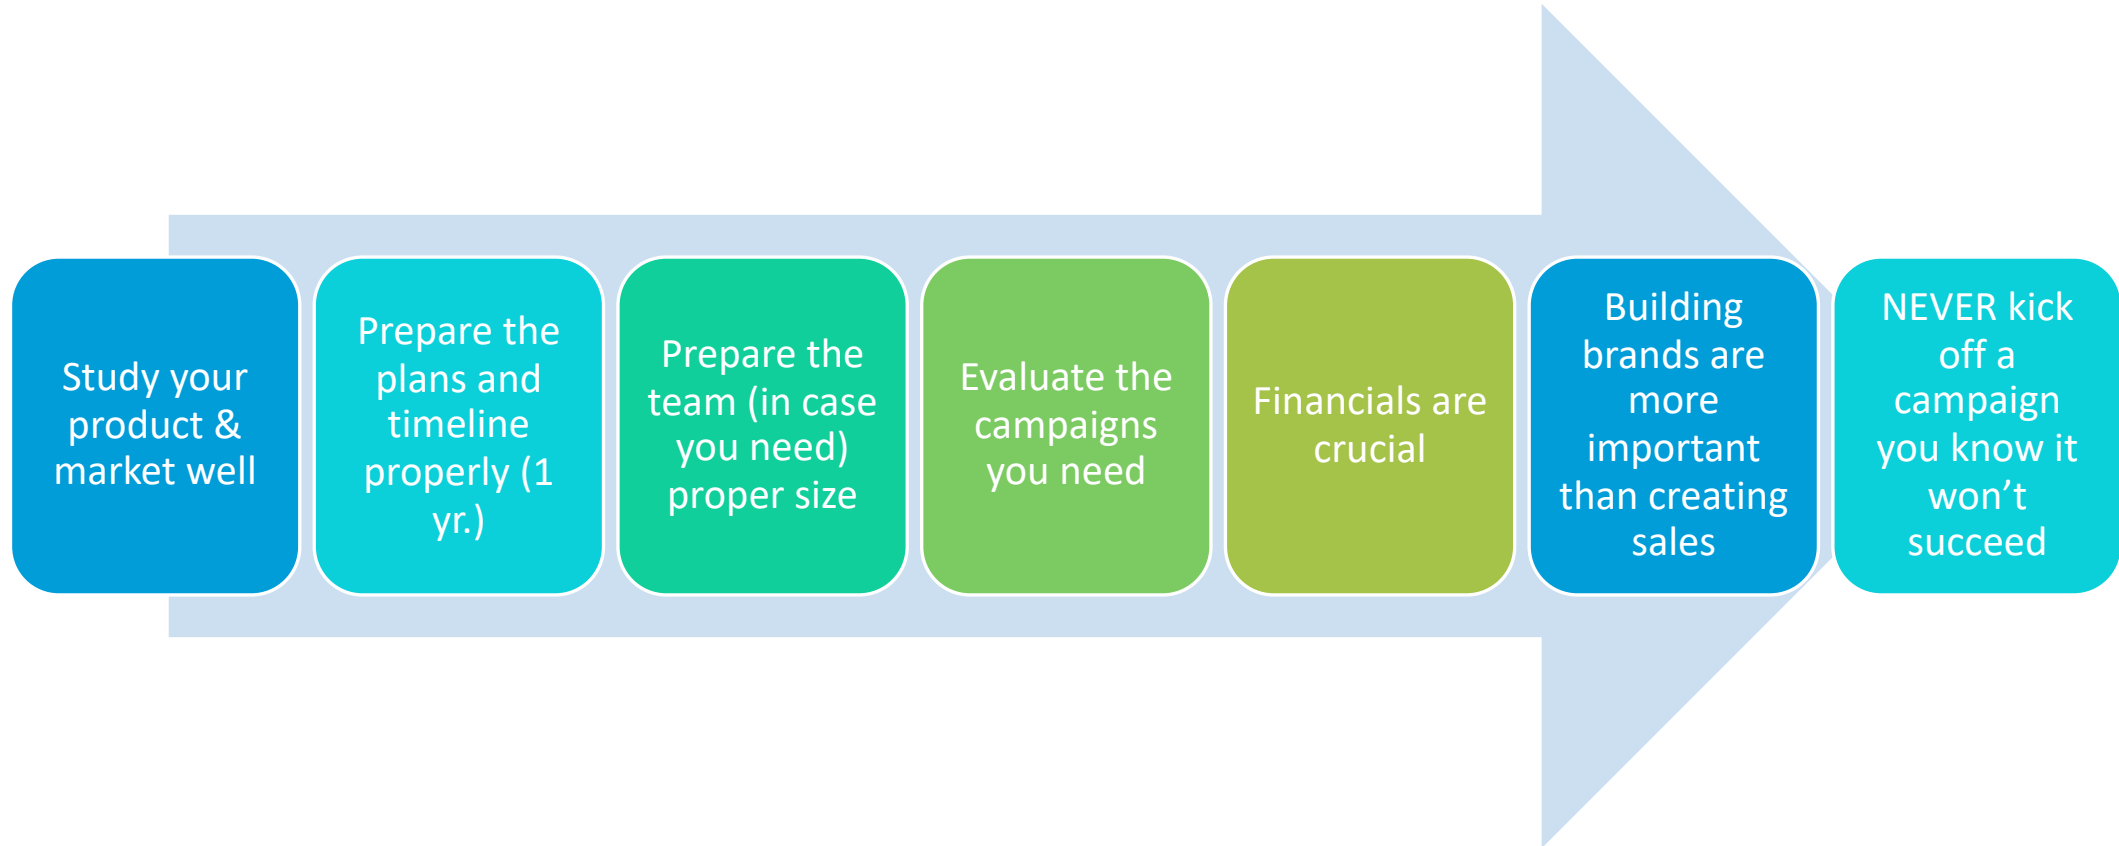 Study your
product &
market well
Prepare the
plans and
timeline
properly (1
yr.)
Prepare the
team (in case
you need)
proper size
Evaluate the
campaigns
you need
Financials are
crucial
Building
brands are
more
important
than creating
sales
NEVER kick
off a
campaign
you know it
won’t
succeed